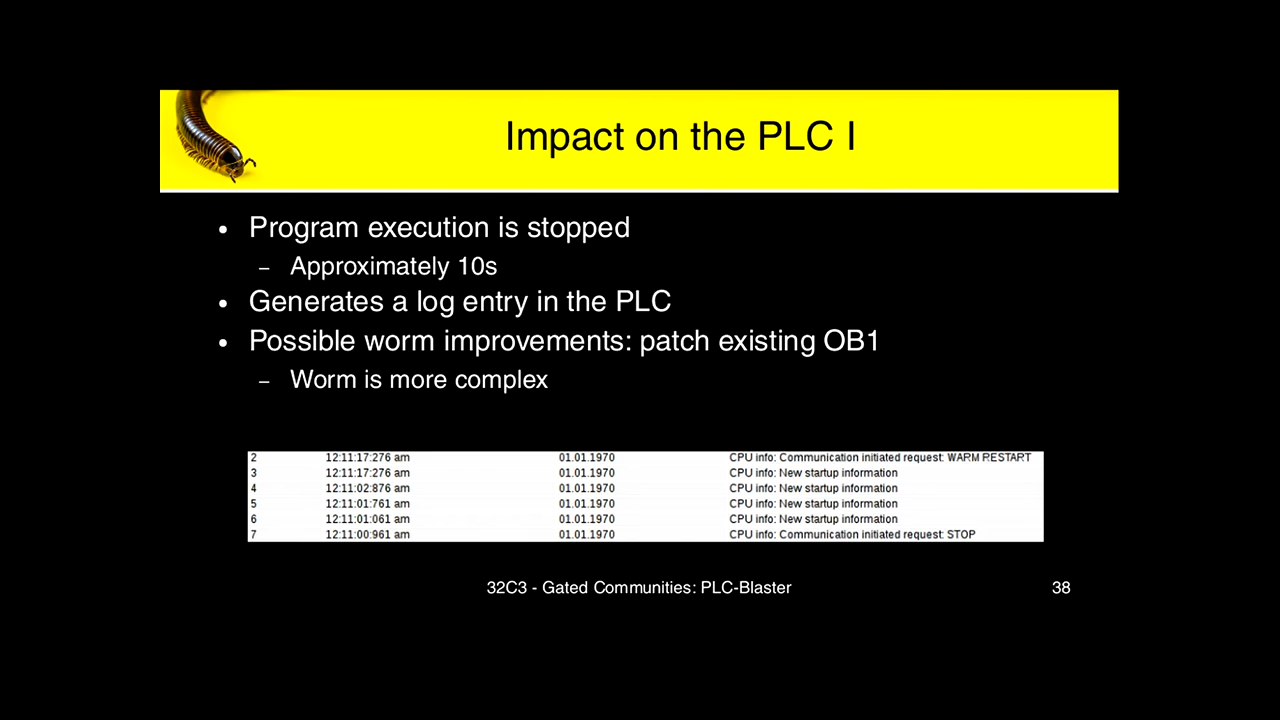 Impact on the PLC I
• Program execution is stopped
– Approximately 10s
• Generates a log entry in the PLC
• Possible worm improvements: patch existing OB1
– Worm is more complex
2 12:11:17:276 am 01.01.1970 CPU info: Communication initiated request: WARM RESTART
3 12:11:17:276 am 01.01.1970 CPU info: New startup information
4 12:11:02:876 am 01.01.1970 CPU info: New startup information
5 12:11:01:761 am 01.01.1970 CPU info: New startup information
6 12:11:01:061 am 01.01.1970 CPU info: New startup information
7 12:11:00:961 am 01.01.1970 CPU info: Communication initiated request: STOP
32C3 - Gated Communities: PLC-Blaster 38